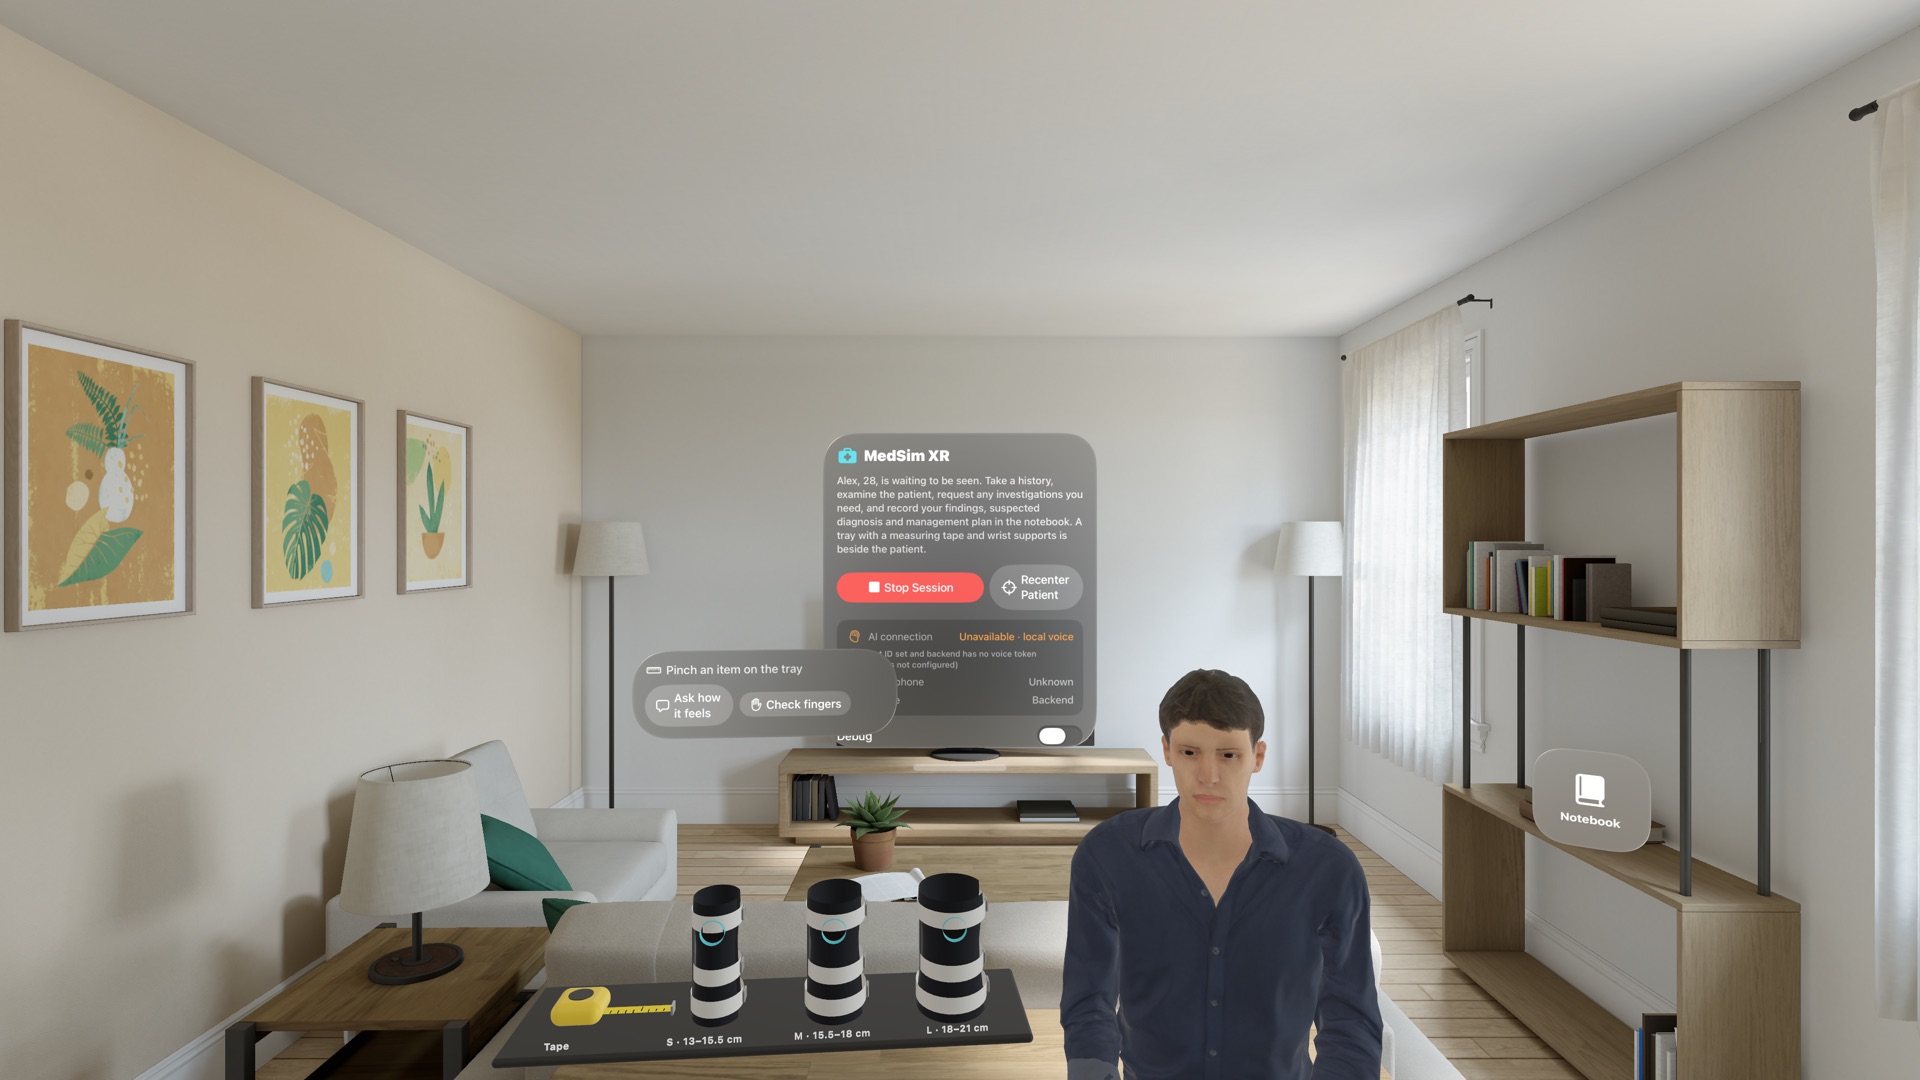 MedSim XR
Alex, 28, is waiting to be seen. Take a history,
examine the patient, request any investigations you
need, and record your findings, suspected
diagnosis and management plan in the notebook. A
tray with a measuring tape and wrist supports is
beside the patient.
Stop Session
Recenter
Patient
AI connection
Unavailable · local voice
ID set and backend has no voice token
not configured)
Unknown
Backend
Debug
Pinch an item on the tray
Ask how
it feels
Check fingers
Notebook
Tape
S · 13–15.5 cm
M · 15.5–18 cm
L · 18–21 cm